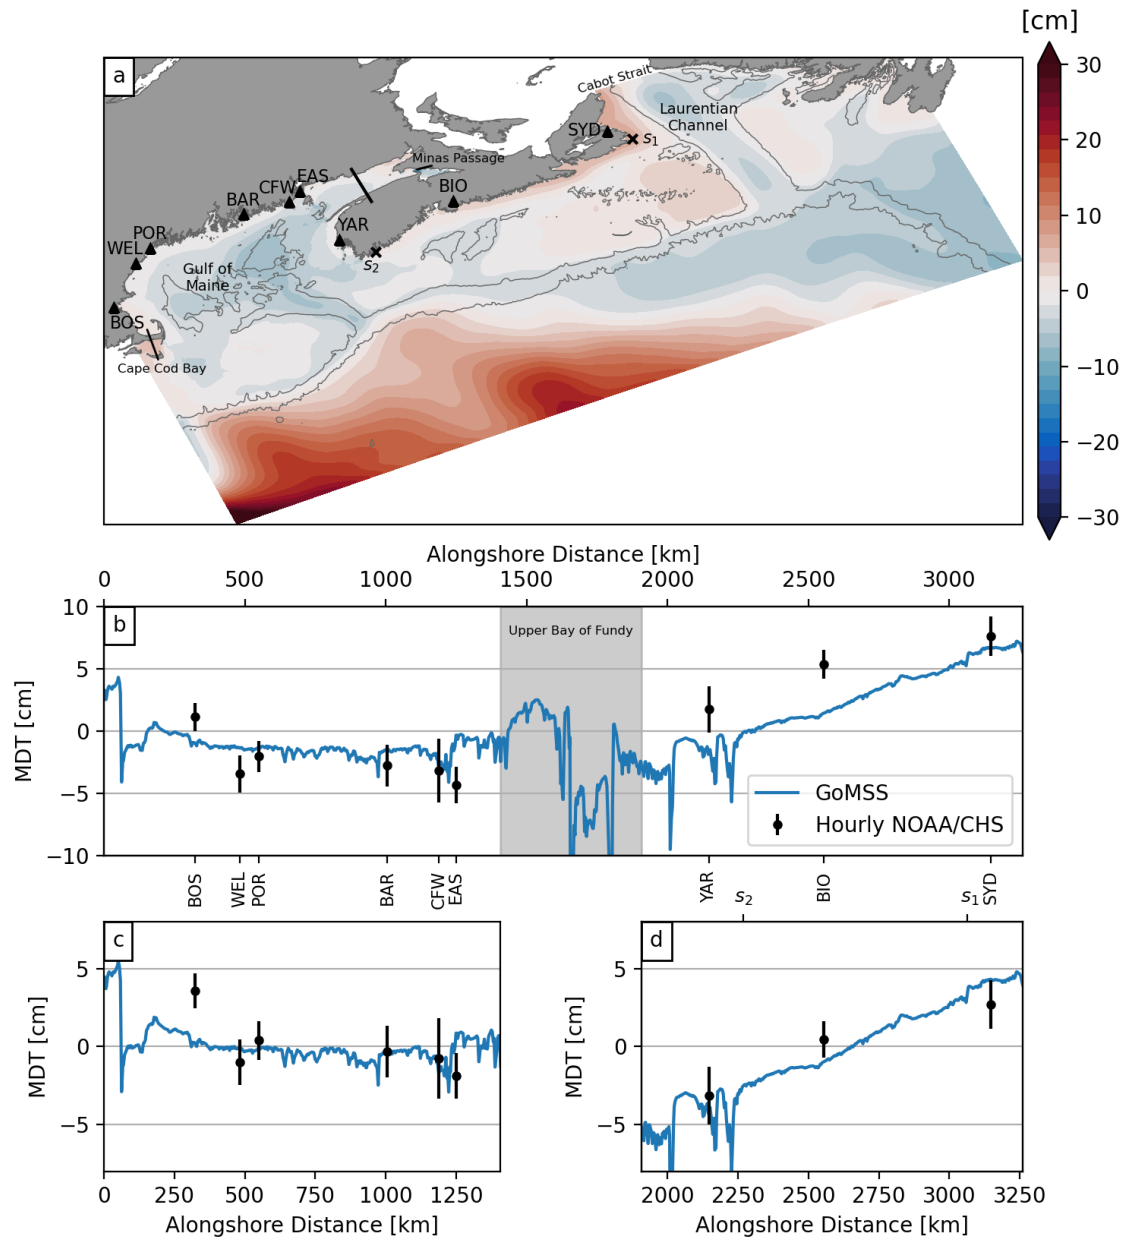 [cm]
a
Cabot Strait
Laurentian
Channel
SYD
s1
Minas Passage
EAS
CFW
BAR
BIO
YAR
s2
POR
WEL
Gulf of
Maine
BOS
Cape Cod Bay
30
20
10
0
−10
−20
−30
Alongshore Distance [km]
0 500 1000 1500 2000 2500 3000
b
Upper Bay of Fundy
MDT [cm]
10
5
0
−5
−10
GoMSS
Hourly NOAA/CHS
BOS WEL POR BAR CFW EAS YAR s2 BIO s1 SYD
c
MDT [cm]
5
0
−5
0 250 500 750 1000 1250
Alongshore Distance [km]
d
MDT [cm]
5
0
−5
2000 2250 2500 2750 3000 3250
Alongshore Distance [km]